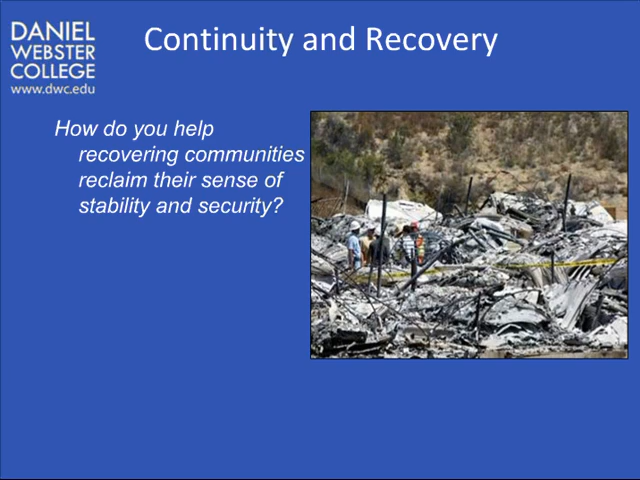 DANIEL
WEBSTER
COLLEGE
www.dwc.edu
Continuity and Recovery
How do you help
recovering communities
reclaim their sense of
stability and security?